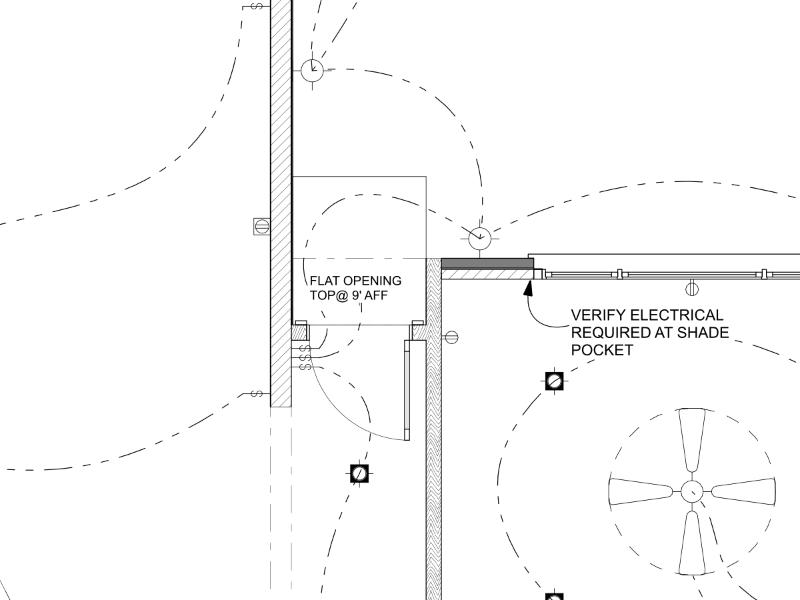 S
FLAT OPENING
TOP@ 9' AFF
VERIFY ELECTRICAL
REQUIRED AT SHADE
POCKET
S
S
S
S